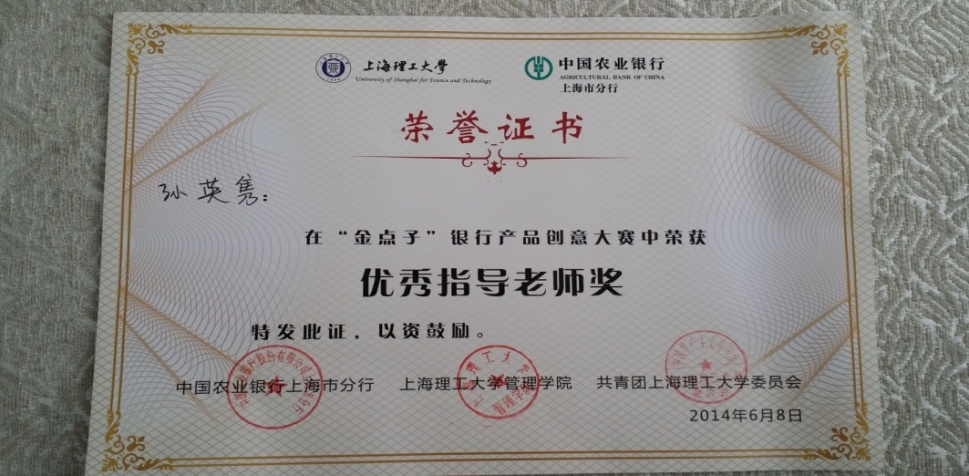 上海理工大學
University of Shanghai for Science and Technology
中国农业银行
AGRICULTURAL BANK OF CHINA
上海市分行
荣誉证书
孙英隽：
在“金点子”银行产品创意大赛中荣获
优秀指导老师奖
特发此证，以资鼓励。
中国农业银行上海市分行 上海理工大学管理学院 共青团上海理工大学委员会
2014年6月8日